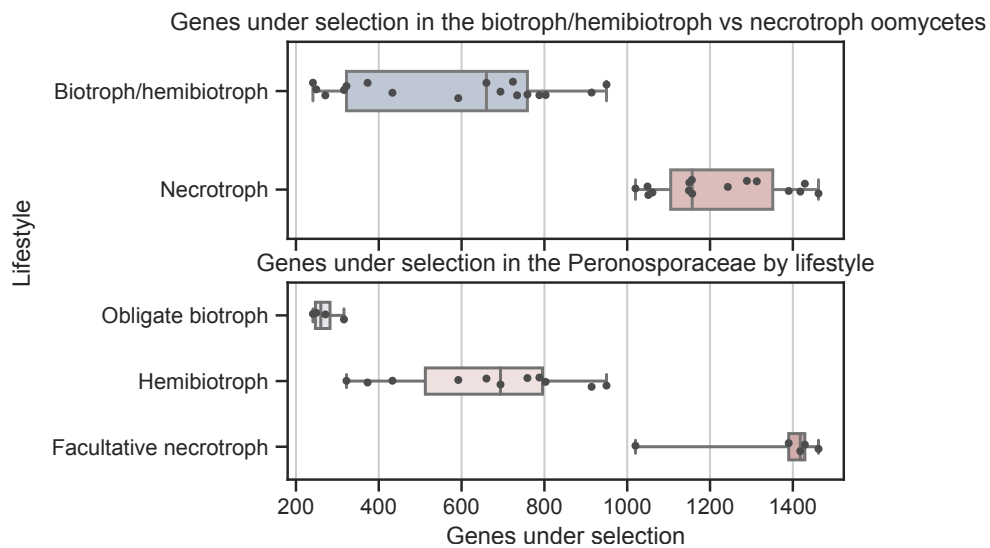 Genes under selection in the biotroph/hemibiotroph vs necrotroph oomycetes
Biotroph/hemibiotroph
Necrotroph
Lifestyle
Genes under selection in the Peronosporaceae by lifestyle
Obligate biotroph
Hemibiotroph
Facultative necrotroph
200 400 600 800 1000 1200 1400
Genes under selection